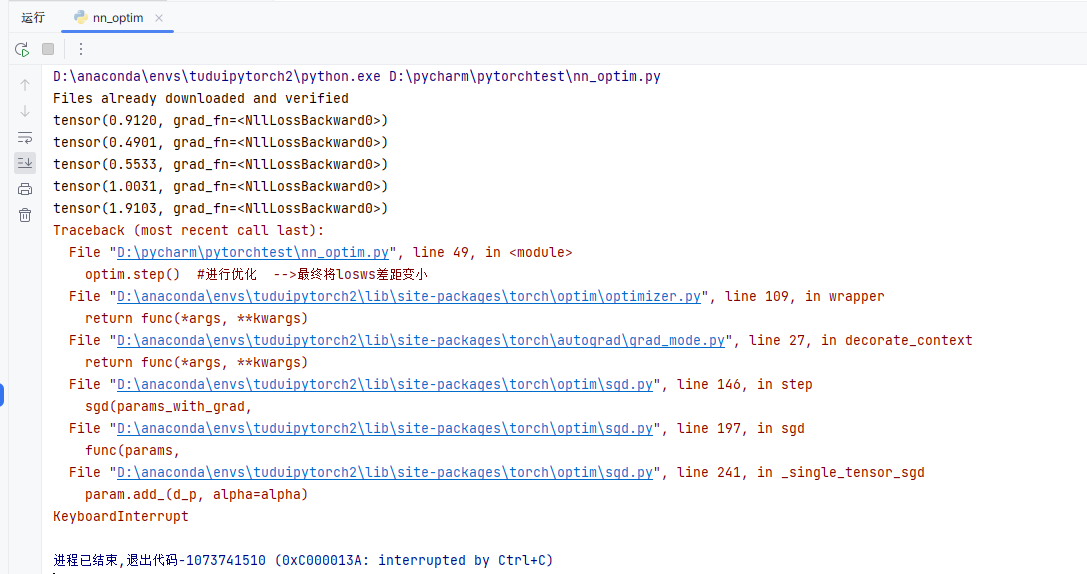 运行
nn_optim
D:\anaconda\envs\tuduipytorch2\python.exe D:\pycharm\pytorchtest\nn_optim.py
Files already downloaded and verified
tensor(0.9120, grad_fn=<NllLossBackward0>)
tensor(0.4901, grad_fn=<NllLossBackward0>)
tensor(0.5533, grad_fn=<NllLossBackward0>)
tensor(1.0031, grad_fn=<NllLossBackward0>)
tensor(1.9103, grad_fn=<NllLossBackward0>)
Traceback (most recent call last):
  File "D:\pycharm\pytorchtest\nn_optim.py", line 49, in <module>
    optim.step()  #进行优化  -->最终将losws差距变小
  File "D:\anaconda\envs\tuduipytorch2\lib\site-packages\torch\optim\optimizer.py", line 109, in wrapper
    return func(*args, **kwargs)
  File "D:\anaconda\envs\tuduipytorch2\lib\site-packages\torch\autograd\grad_mode.py", line 27, in decorate_context
    return func(*args, **kwargs)
  File "D:\anaconda\envs\tuduipytorch2\lib\site-packages\torch\optim\sgd.py", line 146, in step
    sgd(params_with_grad,
  File "D:\anaconda\envs\tuduipytorch2\lib\site-packages\torch\optim\sgd.py", line 197, in sgd
    func(params,
  File "D:\anaconda\envs\tuduipytorch2\lib\site-packages\torch\optim\sgd.py", line 241, in _single_tensor_sgd
    param.add_(d_p, alpha=alpha)
KeyboardInterrupt
进程已结束,退出代码-1073741510 (0xC000013A: interrupted by Ctrl+C)